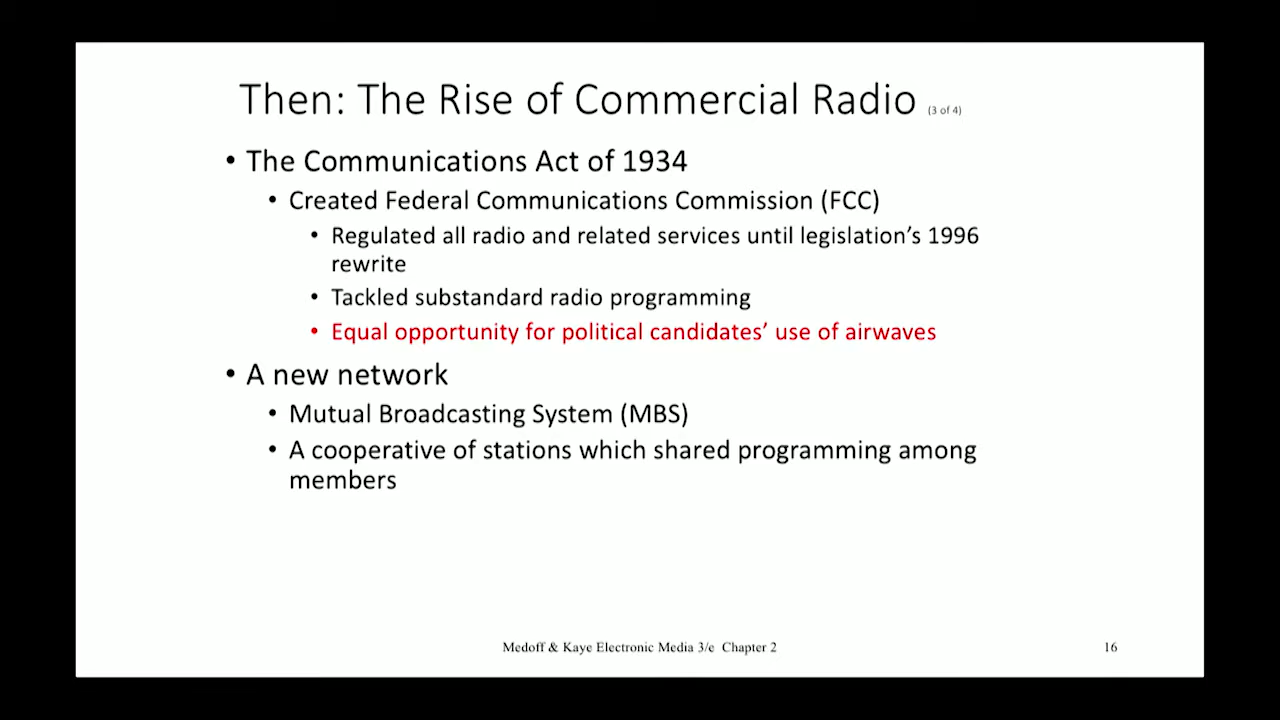 Then: The Rise of Commercial Radio (3 of 4)
• The Communications Act of 1934
• Created Federal Communications Commission (FCC)
• Regulated all radio and related services until legislation's 1996
rewrite
• Tackled substandard radio programming
• Equal opportunity for political candidates' use of airwaves
• A new network
• Mutual Broadcasting System (MBS)
• A cooperative of stations which shared programming among
members
Medoff & Kaye Electronic Media 3/e Chapter 2
16